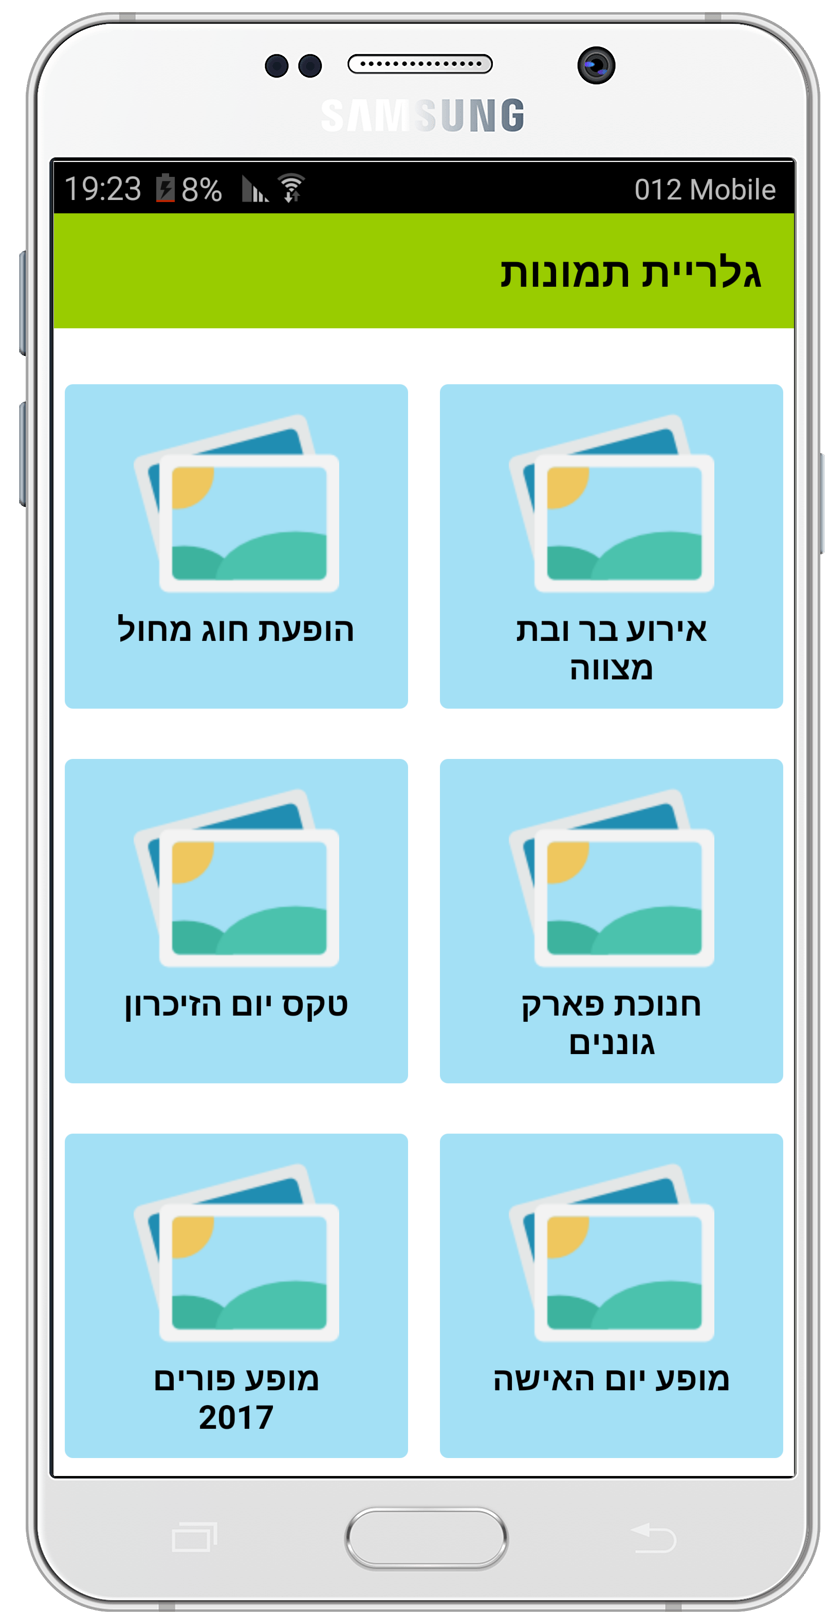 SAMSUNG
19:23 8% 012 Mobile
גלריית תמונות
אירוע בר ובת
מצווה
הופעת חוג מחול
חנוכת פארק
גוננים
טקס יום הזיכרון
מופע יום האישה
מופע פורים
2017